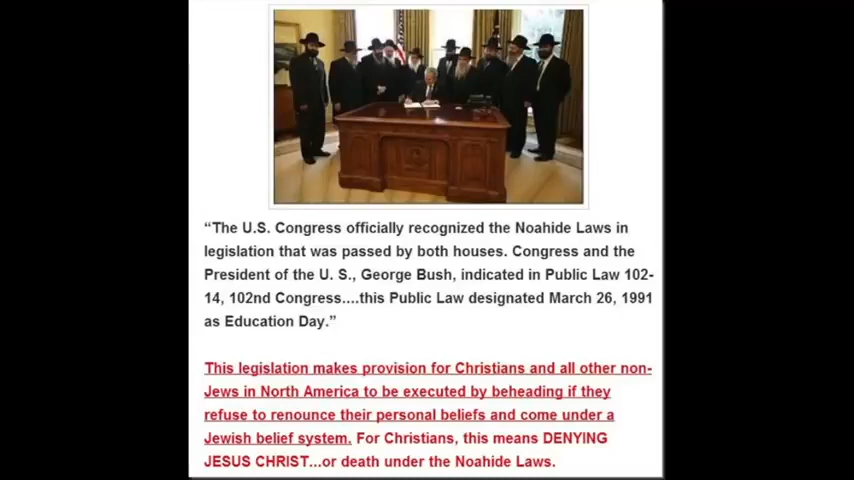 “The U.S. Congress officially recognized the Noahide Laws in
legislation that was passed by both houses. Congress and the
President of the U. S., George Bush, indicated in Public Law 102-
14, 102nd Congress....this Public Law designated March 26, 1991
as Education Day.”
This legislation makes provision for Christians and all other non-
Jews in North America to be executed by beheading if they
refuse to renounce their personal beliefs and come under a
Jewish belief system. For Christians, this means DENYING
JESUS CHRIST...or death under the Noahide Laws.